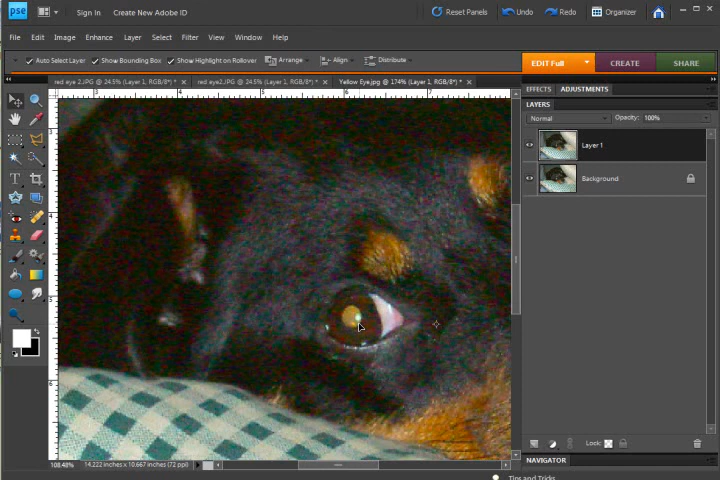 pse Sign In Create New Adobe ID Reset Panels Undo Redo Organizer
File Edit Image Enhance Layer Select Filter View Window Help
Auto Select Layer Show Bounding Box Show Highlight on Rollover Arrange Align Distribute EDIT Full CREATE SHARE
red eye 2.JPG @ 24.5% (Layer 1, RGB/8*) * red eye2.JPG @ 24.5% (Layer 1, RGB/8*) * Yellow Eye.jpg @ 174% (Layer 1, RGB/8*) * EFFECTS ADJUSTMENTS
LAYERS
Normal Opacity: 100%
Layer 1
Background
T
Lock:
108.48% 14.222 inches x 10.667 inches (72 ppi)
NAVIGATOR
Tips and Tricks